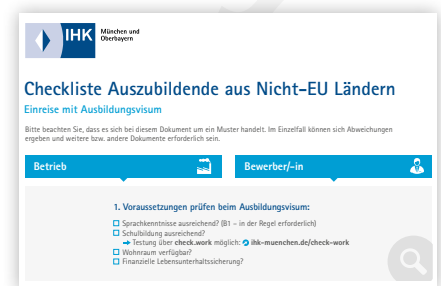 IHK München und
Oberbayern
Checkliste Auszubildende aus Nicht-EU Ländern
Einreise mit Ausbildungsvisum
Bitte beachten Sie, dass es sich bei diesem Dokument um ein Muster handelt. Im Einzelfall können sich Abweichungen
ergeben und weitere bzw. andere Dokumente erforderlich sein.
Betrieb Bewerber/-in
1. Voraussetzungen prüfen beim Ausbildungsvisum:
Sprachkenntnisse ausreichend? (B1 – in der Regel erforderlich)
Schulbildung ausreichend?
➔ Testung über check.work möglich: ihk-muenchen.de/check-work
Wohnraum verfügbar?
Finanzielle Lebensunterhaltssicherung?